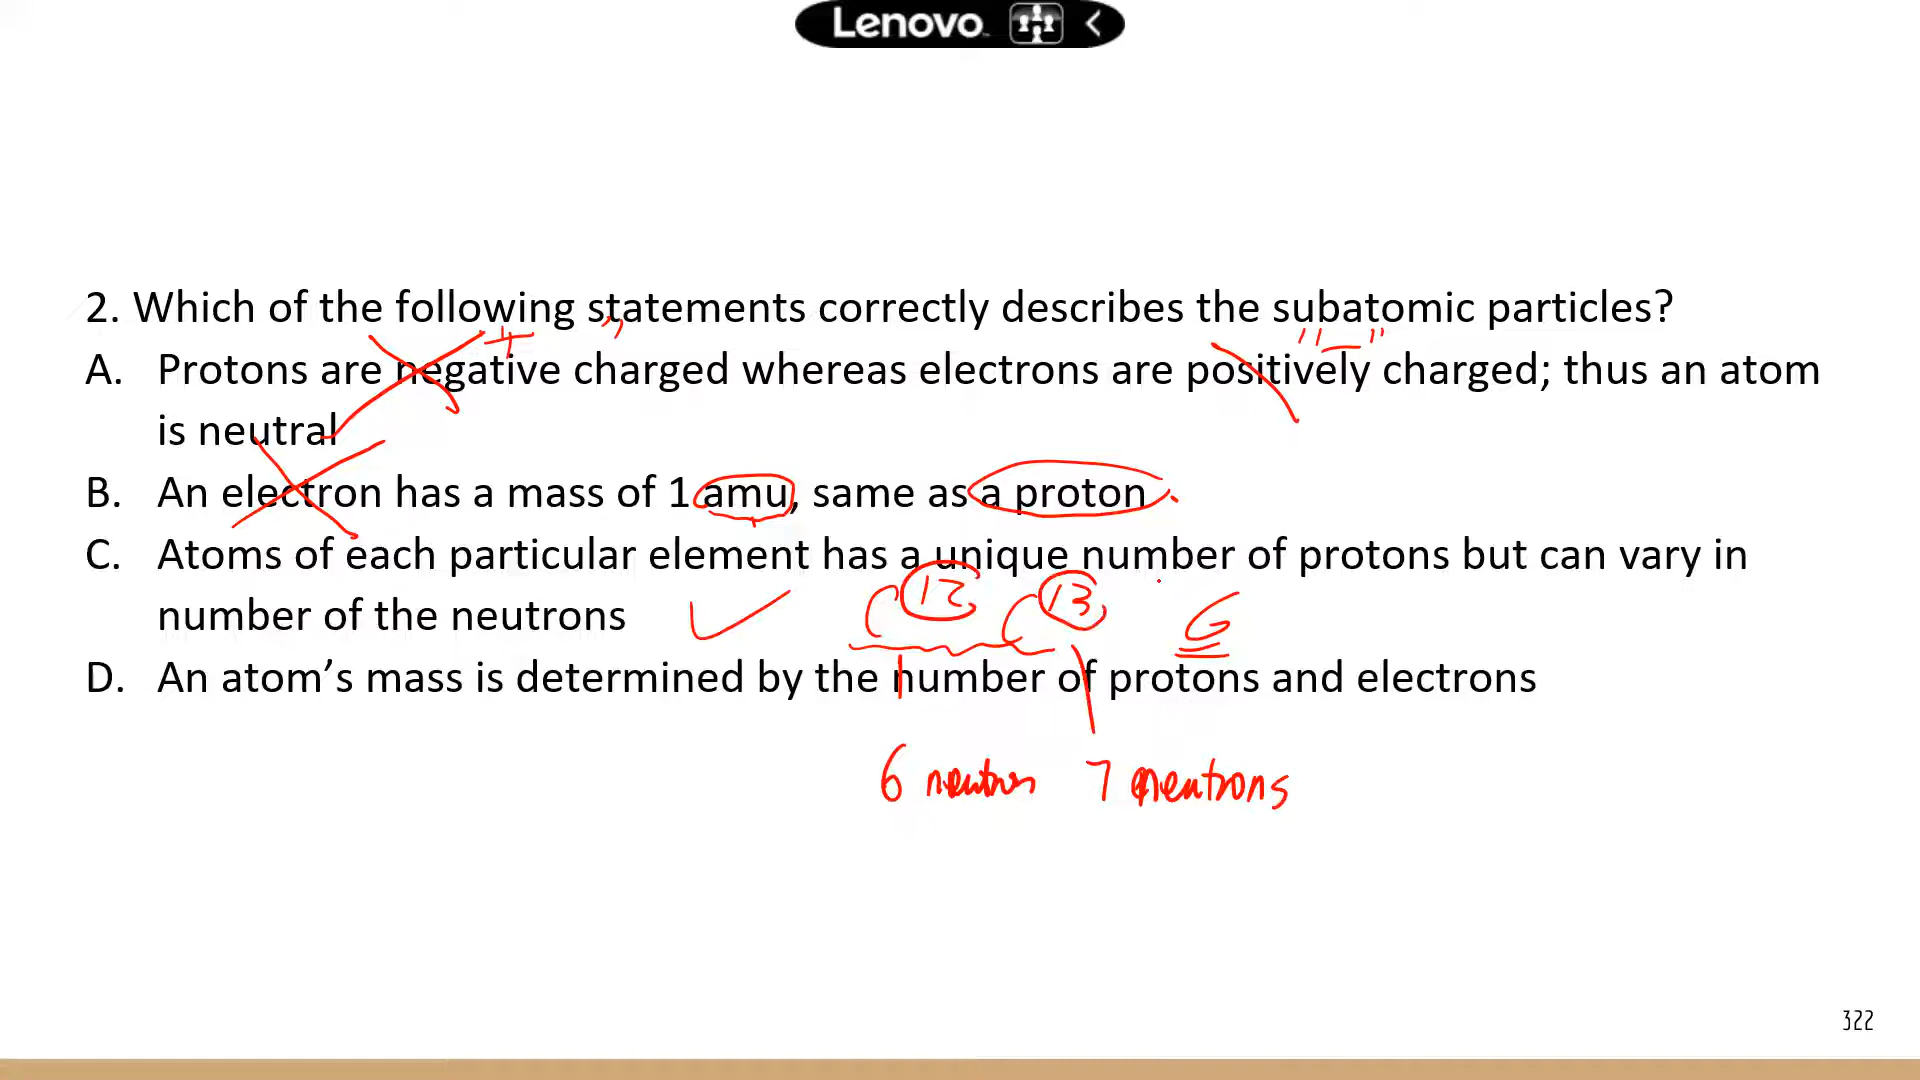 Lenovo
2. Which of the following statements correctly describes the subatomic particles?
"+"
"–"
A. Protons are negative charged whereas electrons are positively charged; thus an atom
is neutral
B. An electron has a mass of 1 amu, same as a proton
C. Atoms of each particular element has a unique number of protons but can vary in
number of the neutrons
C 12 C 13 6
D. An atom’s mass is determined by the number of protons and electrons
6 neutrons 7 neutrons
322